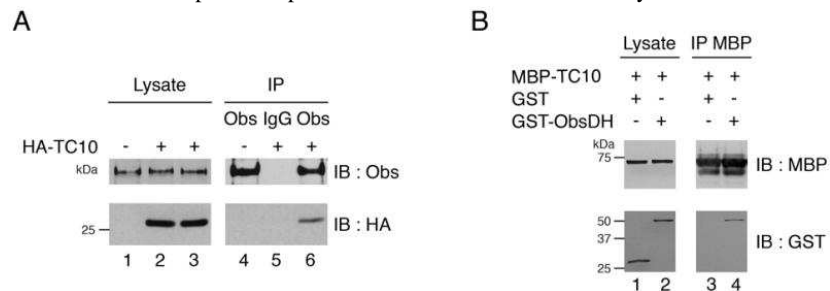 A
Lysate IP
Obs IgG Obs
HA-TC10 - + + - + +
kDa IB : Obs
25 IB : HA
1 2 3 4 5 6
B
Lysate IP MBP
MBP-TC10 + + + +
GST + - + -
GST-ObsDH - + - +
kDa
75 IB : MBP
50
37 IB : GST
25
1 2 3 4